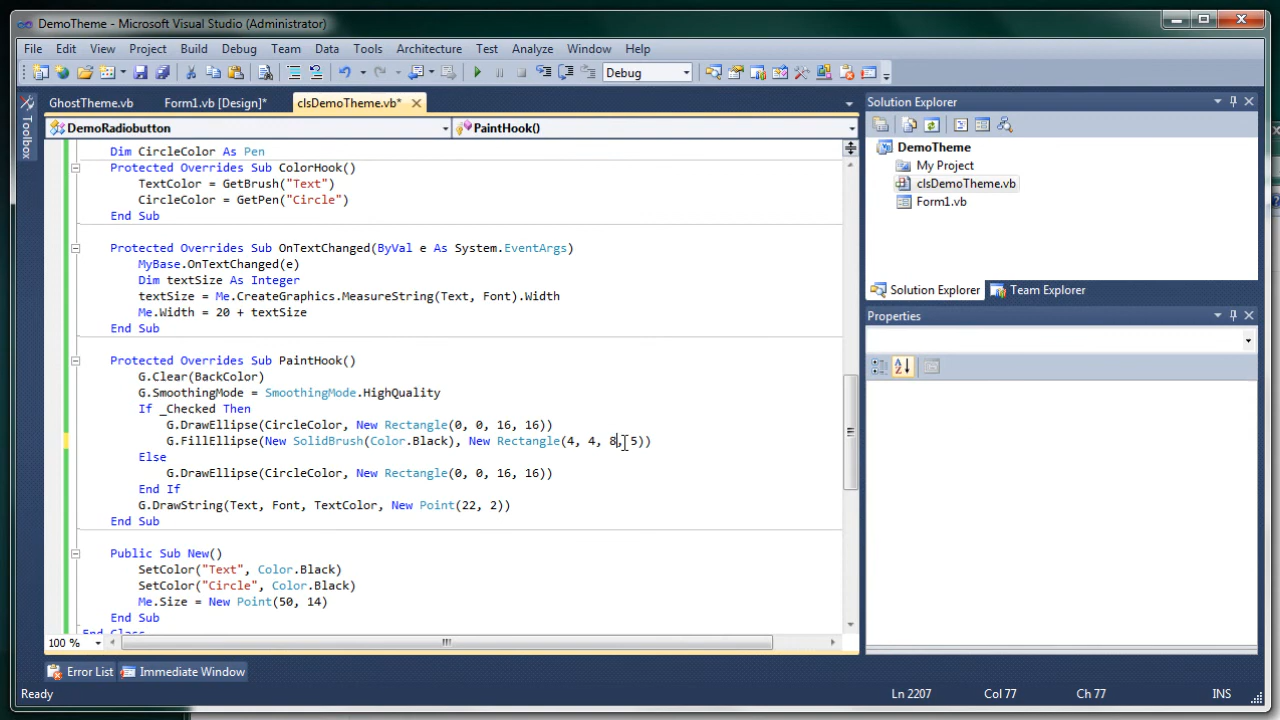 DemoTheme - Microsoft Visual Studio (Administrator)
File Edit View Project Build Debug Team Data Tools Architecture Test Analyze Window Help
Debug
GhostTheme.vb Form1.vb [Design]* clsDemoTheme.vb*
Solution Explorer
Toolbox
DemoRadiobutton PaintHook()
DemoTheme
My Project
clsDemoTheme.vb
Form1.vb
Dim CircleColor As Pen
Protected Overrides Sub ColorHook()
TextColor = GetBrush("Text")
CircleColor = GetPen("Circle")
End Sub
Protected Overrides Sub OnTextChanged(ByVal e As System.EventArgs)
MyBase.OnTextChanged(e)
Dim textSize As Integer
textSize = Me.CreateGraphics.MeasureString(Text, Font).Width
Me.Width = 20 + textSize
End Sub
Protected Overrides Sub PaintHook()
G.Clear(BackColor)
G.SmoothingMode = SmoothingMode.HighQuality
If _Checked Then
G.DrawEllipse(CircleColor, New Rectangle(0, 0, 16, 16))
G.FillEllipse(New SolidBrush(Color.Black), New Rectangle(4, 4, 8, 5))
Else
G.DrawEllipse(CircleColor, New Rectangle(0, 0, 16, 16))
End If
G.DrawString(Text, Font, TextColor, New Point(22, 2))
End Sub
Public Sub New()
SetColor("Text", Color.Black)
SetColor("Circle", Color.Black)
Me.Size = New Point(50, 14)
End Sub
End Class
100 %
Solution Explorer Team Explorer
Properties
Error List Immediate Window
Ready Ln 2207 Col 77 Ch 77 INS